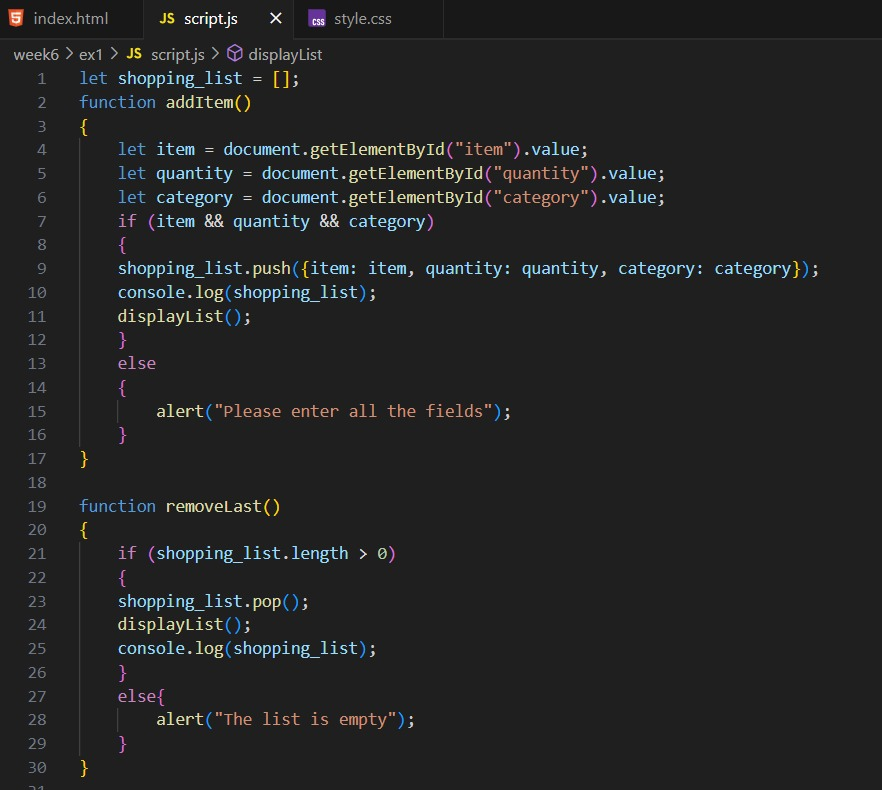 index.html JS script.js × CSS style.css
week6 > ex1 > JS script.js > displayList
1 let shopping_list = [];
2 function addItem()
3 {
4     let item = document.getElementById("item").value;
5     let quantity = document.getElementById("quantity").value;
6     let category = document.getElementById("category").value;
7     if (item && quantity && category)
8     {
9     shopping_list.push({item: item, quantity: quantity, category: category});
10     console.log(shopping_list);
11     displayList();
12     }
13     else
14     {
15         alert("Please enter all the fields");
16     }
17 }
18
19 function removeLast()
20 {
21     if (shopping_list.length > 0)
22     {
23     shopping_list.pop();
24     displayList();
25     console.log(shopping_list);
26     }
27     else{
28         alert("The list is empty");
29     }
30 }
31